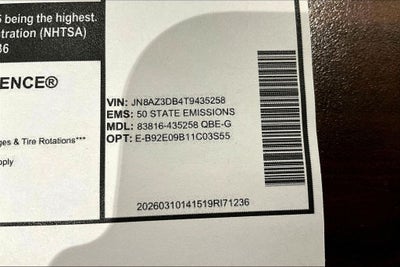 5 being the highest.
stration (NHTSA)
36
ENCE®
ges & Tire Rotations***
pply
VIN: JN8AZ3DB4T9435258
EMS: 50 STATE EMISSIONS
MDL: 83816-435258 QBE-G
OPT: E-B92E09B11C03S55
20260310141519RI71236